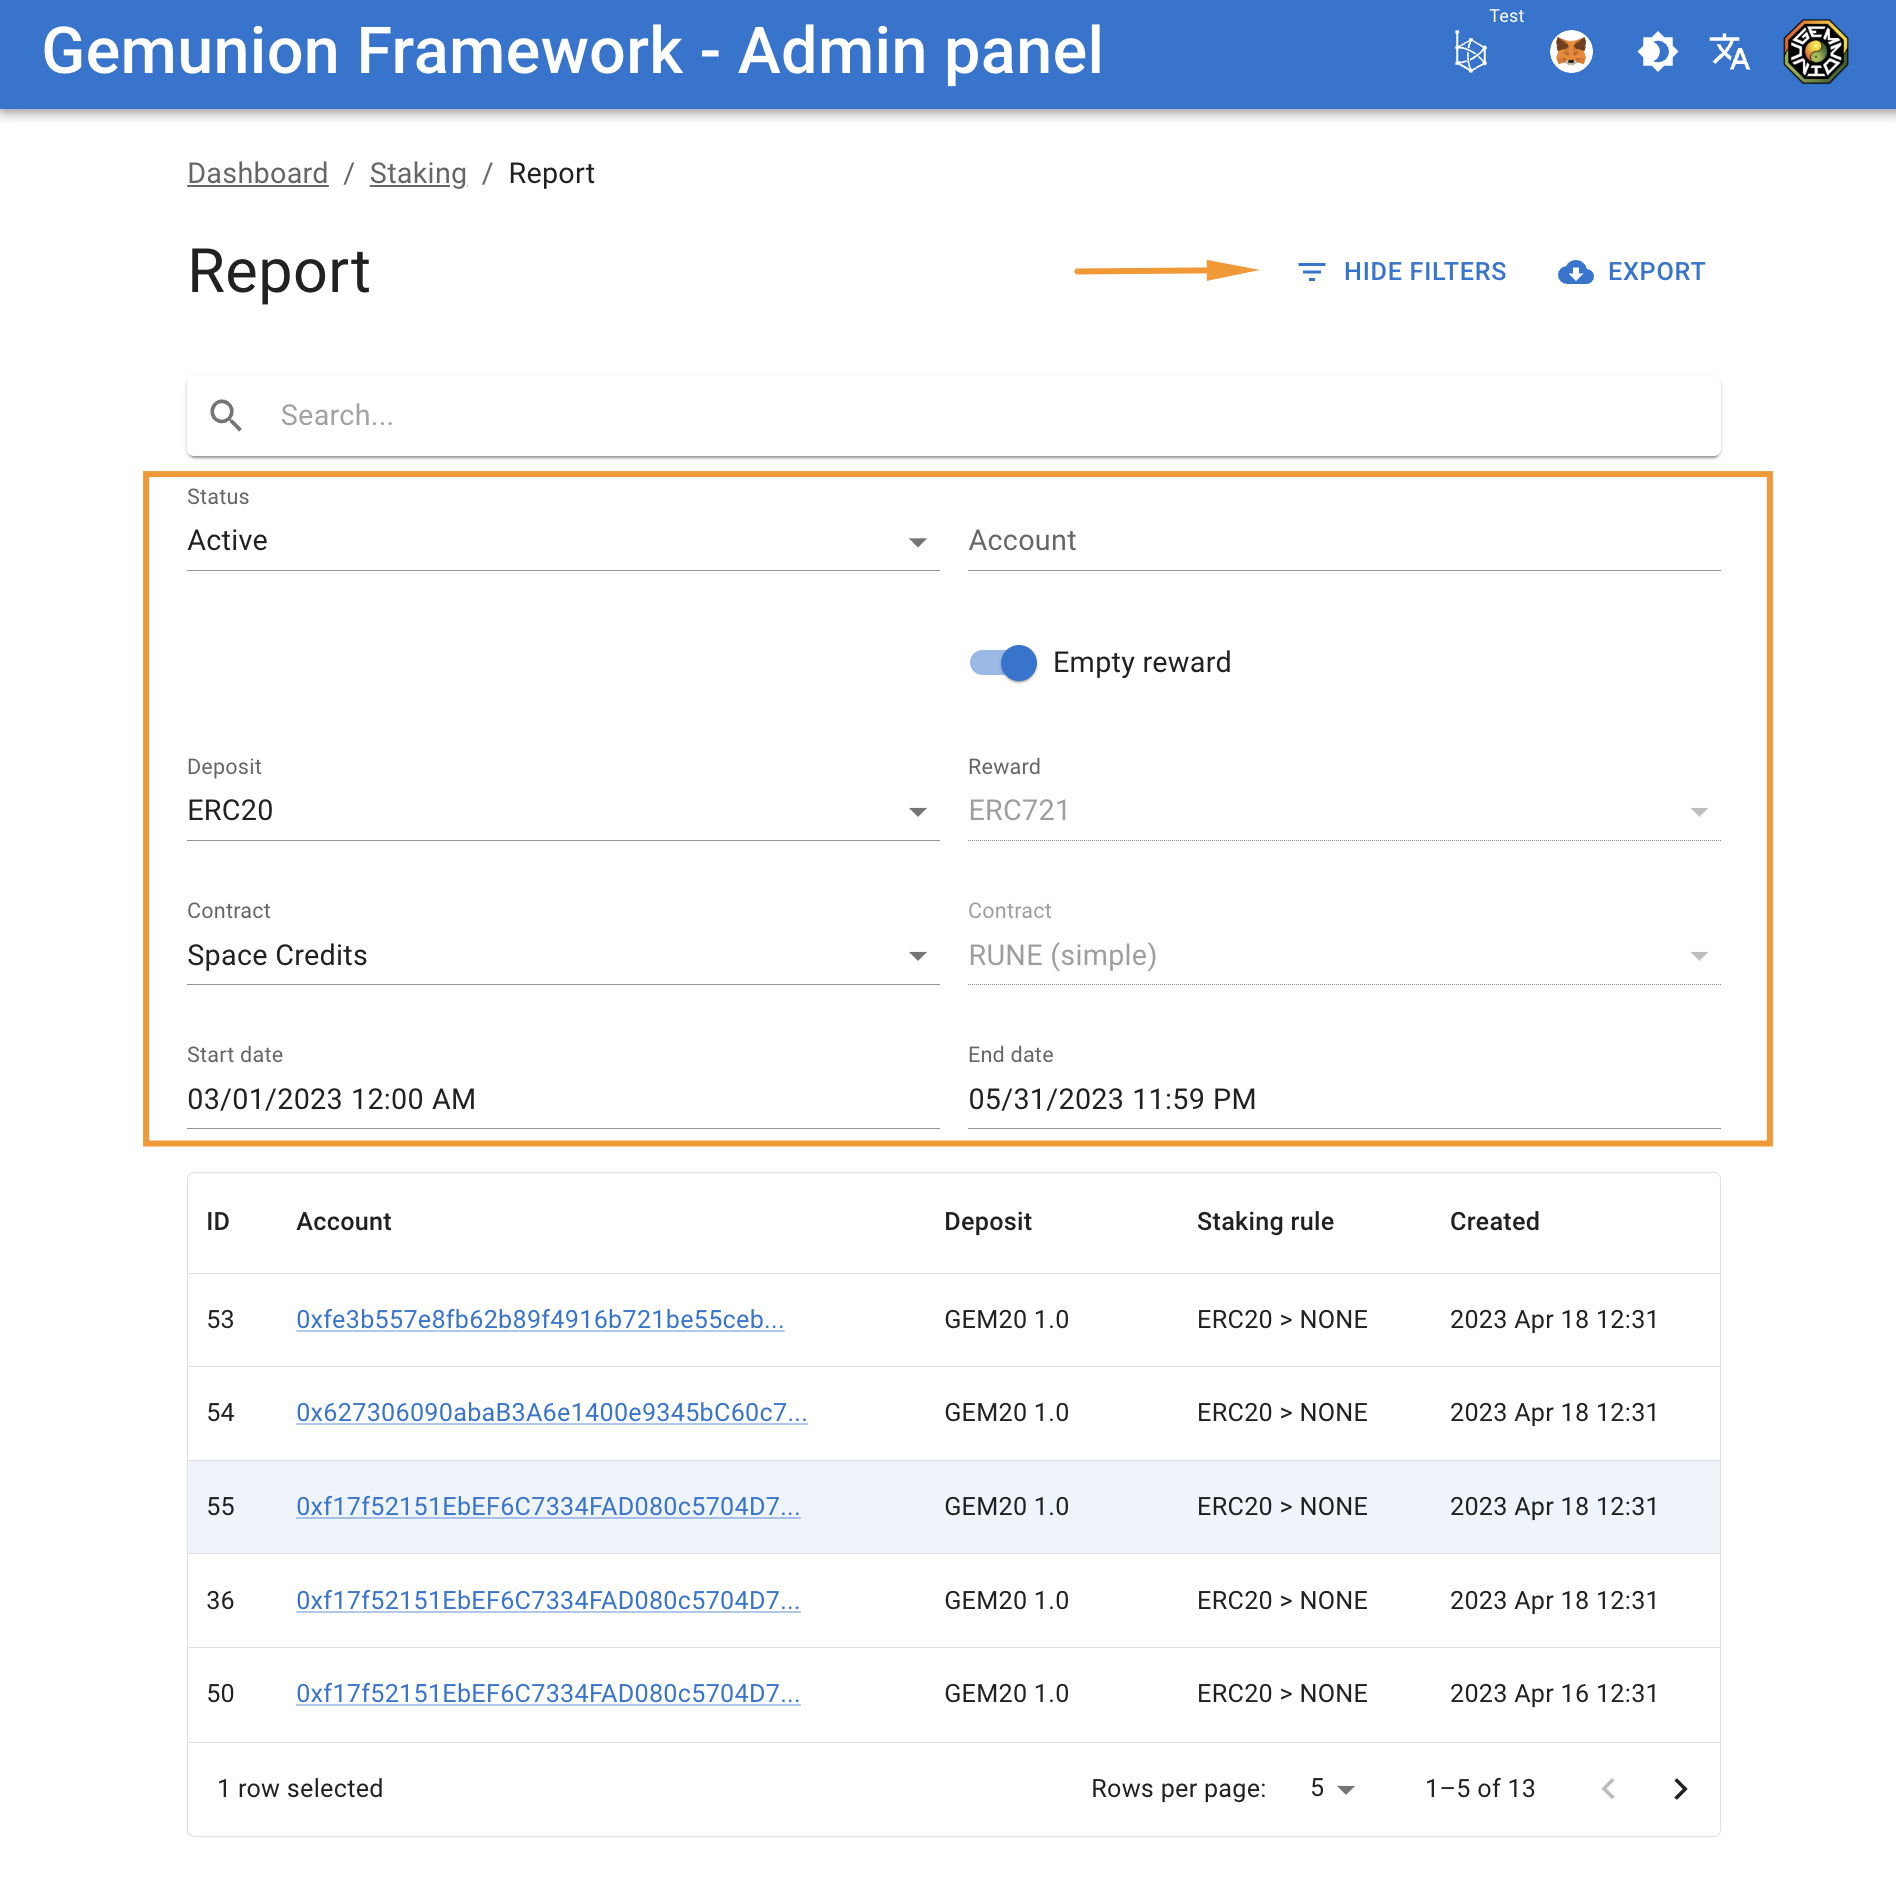 Gemunion Framework - Admin panel
Test
GEMUNION
Dashboard / Staking / Report
Report
HIDE FILTERS
EXPORT
Search...
Status
Active
Account
Empty reward
Deposit
ERC20
Reward
ERC721
Contract
Space Credits
Contract
RUNE (simple)
Start date
03/01/2023 12:00 AM
End date
05/31/2023 11:59 PM
ID Account Deposit Staking rule Created
53 0xfe3b557e8fb62b89f4916b721be55ceb... GEM20 1.0 ERC20 > NONE 2023 Apr 18 12:31
54 0x627306090abaB3A6e1400e9345bC60c7... GEM20 1.0 ERC20 > NONE 2023 Apr 18 12:31
55 0xf17f52151EbEF6C7334FAD080c5704D7... GEM20 1.0 ERC20 > NONE 2023 Apr 18 12:31
36 0xf17f52151EbEF6C7334FAD080c5704D7... GEM20 1.0 ERC20 > NONE 2023 Apr 18 12:31
50 0xf17f52151EbEF6C7334FAD080c5704D7... GEM20 1.0 ERC20 > NONE 2023 Apr 16 12:31
1 row selected Rows per page: 5 1–5 of 13